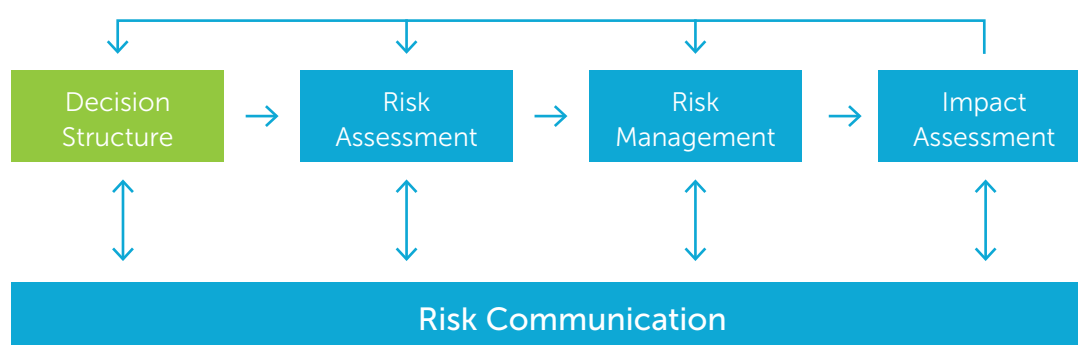 Decision
Structure
Risk
Assessment
Risk
Management
Impact
Assessment
Risk Communication